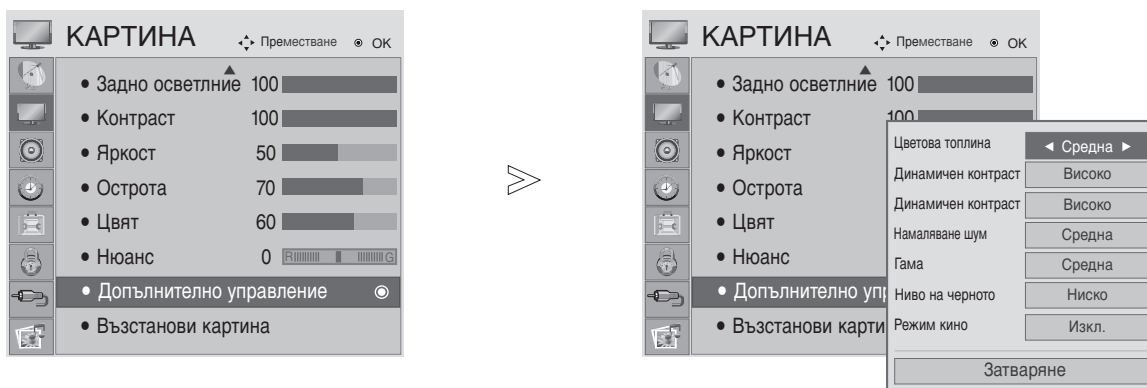 КАРТИНА Преместване OK
• Задно осветлние 100
• Контраст 100
• Яркост 50
• Острота 70
• Цвят 60
• Нюанс 0 R G
• Допълнително управление
• Възстанови картина
>
КАРТИНА Преместване OK
• Задно осветлние 100
• Контраст 100
• Яркост
• Острота
• Цвят
• Нюанс
• Допълнително упр
• Възстанови карти
Цветова топлина ◄ Средна ►
Динамичен контраст Високо
Динамичен контраст Високо
Намаляване шум Средна
Гама Средна
Ниво на черното Ниско
Режим кино Изкл.
Затваряне